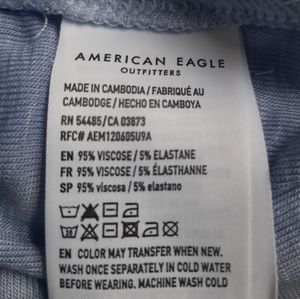 AMERICAN EAGLE
OUTFITTERS
MADE IN CAMBODIA / FABRIQUÉ AU
CAMBODGE / HECHO EN CAMBOYA
RN 54485/CA 03873
RFC# AEM120605U9A
EN 95% VISCOSE / 5% ELASTANE
FR 95% VISCOSE / 5% ÉLASTHANNE
SP 95% viscosa / 5% elastano
EN COLOR MAY TRANSFER WHEN NEW.
WASH ONCE SEPARATELY IN COLD WATER
BEFORE WEARING. MACHINE WASH COLD